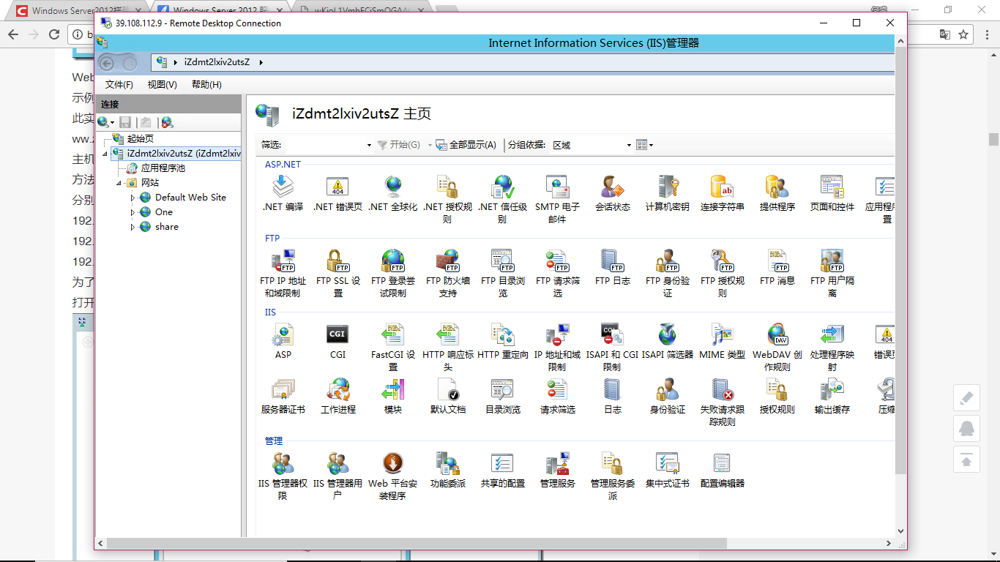 Windows Server2012搭
Windows Server 2012 服
39.108.112.9 - Remote Desktop Connection
Internet Information Services (IIS)管理器
iZdmt2lxiv2utsZ
文件(F) 视图(V) 帮助(H)
Web
示例
此实
ww.z
主机
方法
分别
192.
192.
192.
为了
打开
连接
起始页
iZdmt2lxiv2utsZ (iZdmt2lxiv
应用程序池
网站
Default Web Site
One
share
iZdmt2lxiv2utsZ 主页
筛选: 开始(G) 全部显示(A) 分组依据: 区域
ASP.NET
.NET 编译 .NET 错误页 .NET 全球化 .NET 授权规则 .NET 信任级别 SMTP 电子邮件 会话状态 计算机密钥 连接字符串 提供程序 页面和控件 应用程序置
FTP
FTP IP 地址和域限制 FTP SSL 设置 FTP 登录尝试限制 FTP 防火墙支持 FTP 目录浏览 FTP 请求筛选 FTP 日志 FTP 身份验证 FTP 授权规则 FTP 消息 FTP 用户隔离
IIS
ASP CGI FastCGI 设置 HTTP 响应标头 HTTP 重定向 IP 地址和域限制 ISAPI 和 CGI 限制 ISAPI 筛选器 MIME 类型 WebDAV 创作规则 处理程序映射 错误页
服务器证书 工作进程 模块 默认文档 目录浏览 请求筛选 日志 身份验证 失败请求跟踪规则 授权规则 输出缓存 压缩
管理
IIS 管理器权限 IIS 管理器用户 Web 平台安装程序 功能委派 共享的配置 管理服务 管理服务委派 集中式证书 配置编辑器